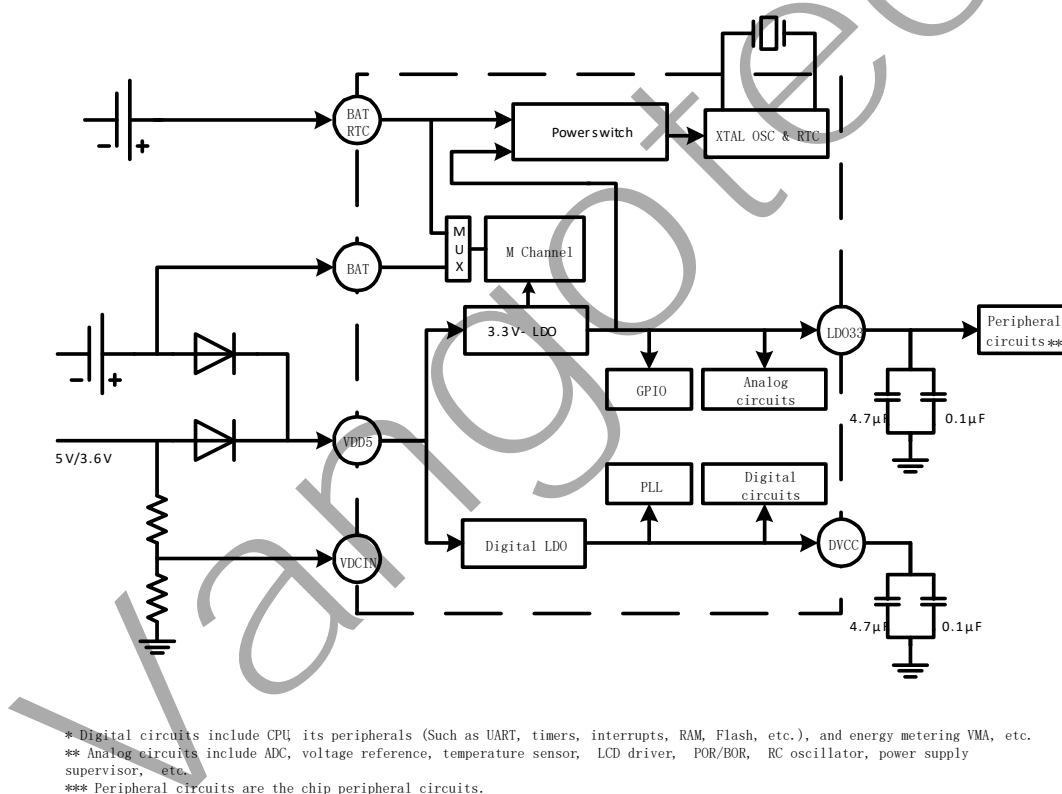 BAT
RTC
Power switch
XTAL OSC & RTC
M
U
X
M Channel
BAT
3.3V- LDO
LDO33
Peripheral
circuits**
GPIO
Analog
circuits
4.7μF
0.1μF
VDD5
5V/3.6V
PLL
Digital
circuits
Digital LDO
DVCC
VDCIN
4.7μF
0.1μF
* Digital circuits include CPU, its peripherals (Such as UART, timers, interrupts, RAM, Flash, etc.), and energy metering VMA, etc.
** Analog circuits include ADC, voltage reference, temperature sensor, LCD driver, POR/BOR, RC oscillator, power supply
supervisor, etc.
*** Peripheral circuits are the chip peripheral circuits.
vangotec